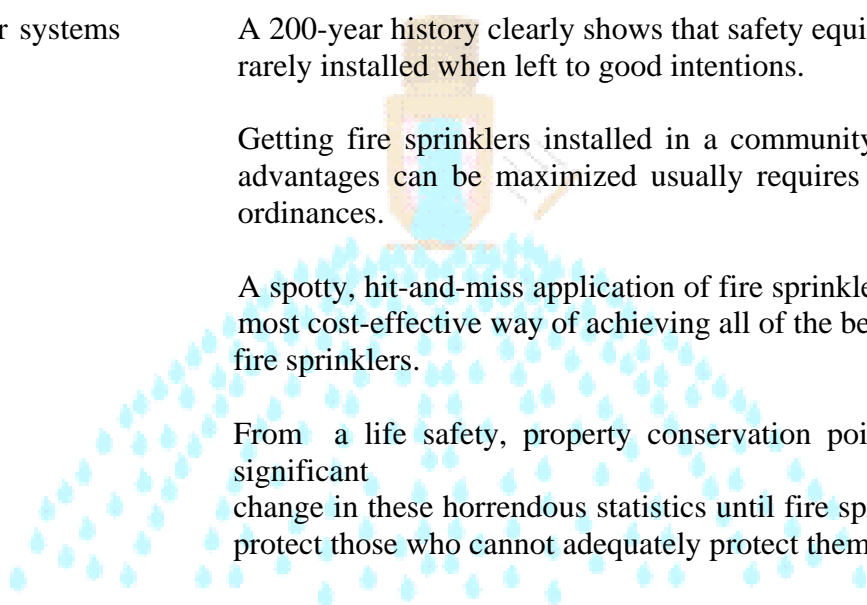 r systems
A 200-year history clearly shows that safety equi
rarely installed when left to good intentions.
Getting fire sprinklers installed in a community
advantages can be maximized usually requires
ordinances.
A spotty, hit-and-miss application of fire sprinkle
most cost-effective way of achieving all of the be
fire sprinklers.
From a life safety, property conservation poi
significant
change in these horrendous statistics until fire sp
protect those who cannot adequately protect them